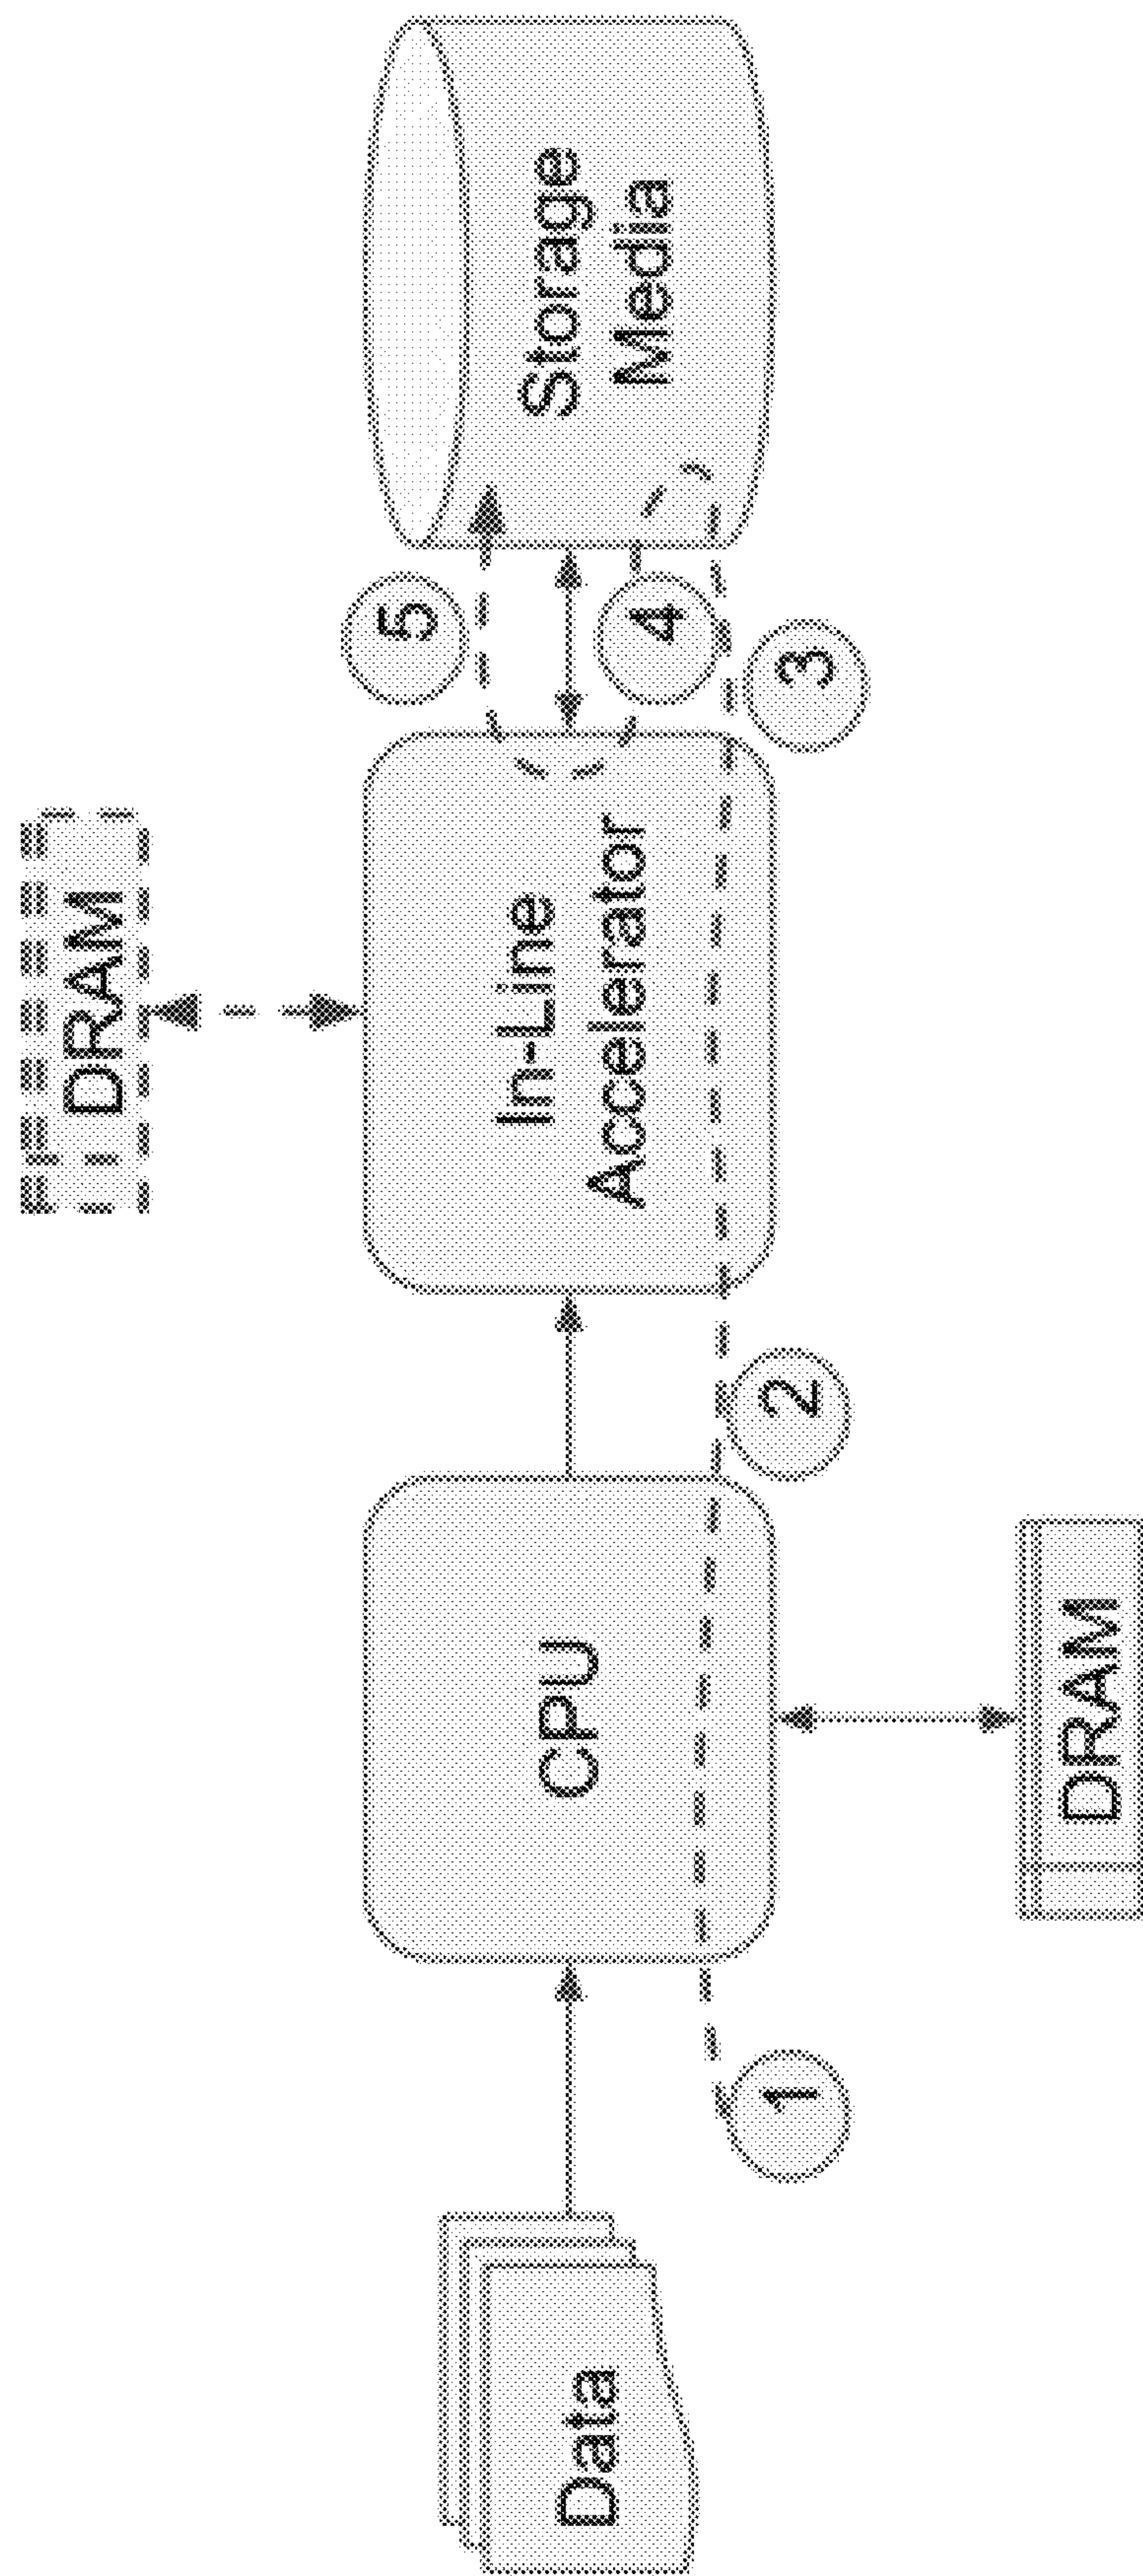 Data
1
CPU
DRAM
2
In-Line
Accelerator
DRAM
3
4
5
Storage
Media